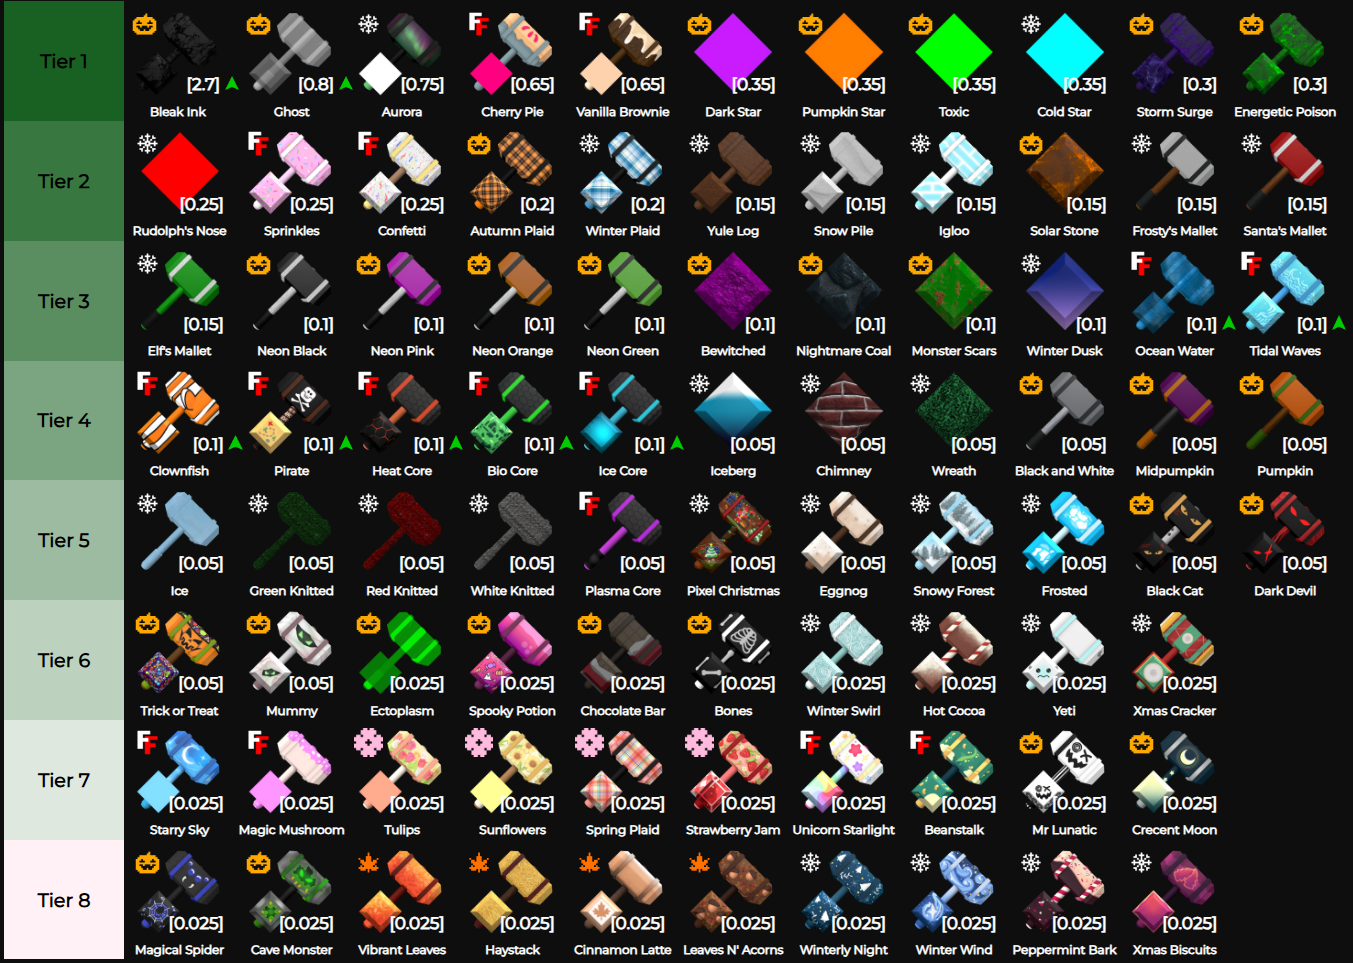 Tier 1
[2.7] [0.8] [0.75] [0.65] [0.65] [0.35] [0.35] [0.35] [0.35] [0.3] [0.3]
Bleak Ink Ghost Aurora Cherry Pie Vanilla Brownie Dark Star Pumpkin Star Toxic Cold Star Storm Surge Energetic Poison
Tier 2
[0.25] [0.25] [0.25] [0.2] [0.2] [0.15] [0.15] [0.15] [0.15] [0.15] [0.15]
Rudolph's Nose Sprinkles Confetti Autumn Plaid Winter Plaid Yule Log Snow Pile Igloo Solar Stone Frosty's Mallet Santa's Mallet
Tier 3
[0.15] [0.1] [0.1] [0.1] [0.1] [0.1] [0.1] [0.1] [0.1] [0.1] [0.1]
Elf's Mallet Neon Black Neon Pink Neon Orange Neon Green Bewitched Nightmare Coal Monster Scars Winter Dusk Ocean Water Tidal Waves
Tier 4
[0.1] [0.1] [0.1] [0.1] [0.1] [0.05] [0.05] [0.05] [0.05] [0.05] [0.05]
Clownfish Pirate Heat Core Bio Core Ice Core Iceberg Chimney Wreath Black and White Midpumpkin Pumpkin
Tier 5
[0.05] [0.05] [0.05] [0.05] [0.05] [0.05] [0.05] [0.05] [0.05] [0.05] [0.05]
Ice Green Knitted Red Knitted White Knitted Plasma Core Pixel Christmas Eggnog Snowy Forest Frosted Black Cat Dark Devil
Tier 6
[0.05] [0.05] [0.025] [0.025] [0.025] [0.025] [0.025] [0.025] [0.025] [0.025]
Trick or Treat Mummy Ectoplasm Spooky Potion Chocolate Bar Bones Winter Swirl Hot Cocoa Yeti Xmas Cracker
Tier 7
[0.025] [0.025] [0.025] [0.025] [0.025] [0.025] [0.025] [0.025] [0.025] [0.025]
Starry Sky Magic Mushroom Tulips Sunflowers Spring Plaid Strawberry Jam Unicorn Starlight Beanstalk Mr Lunatic Crecent Moon
Tier 8
[0.025] [0.025] [0.025] [0.025] [0.025] [0.025] [0.025] [0.025] [0.025] [0.025]
Magical Spider Cave Monster Vibrant Leaves Haystack Cinnamon Latte Leaves N' Acorns Winterly Night Winter Wind Peppermint Bark Xmas Biscuits